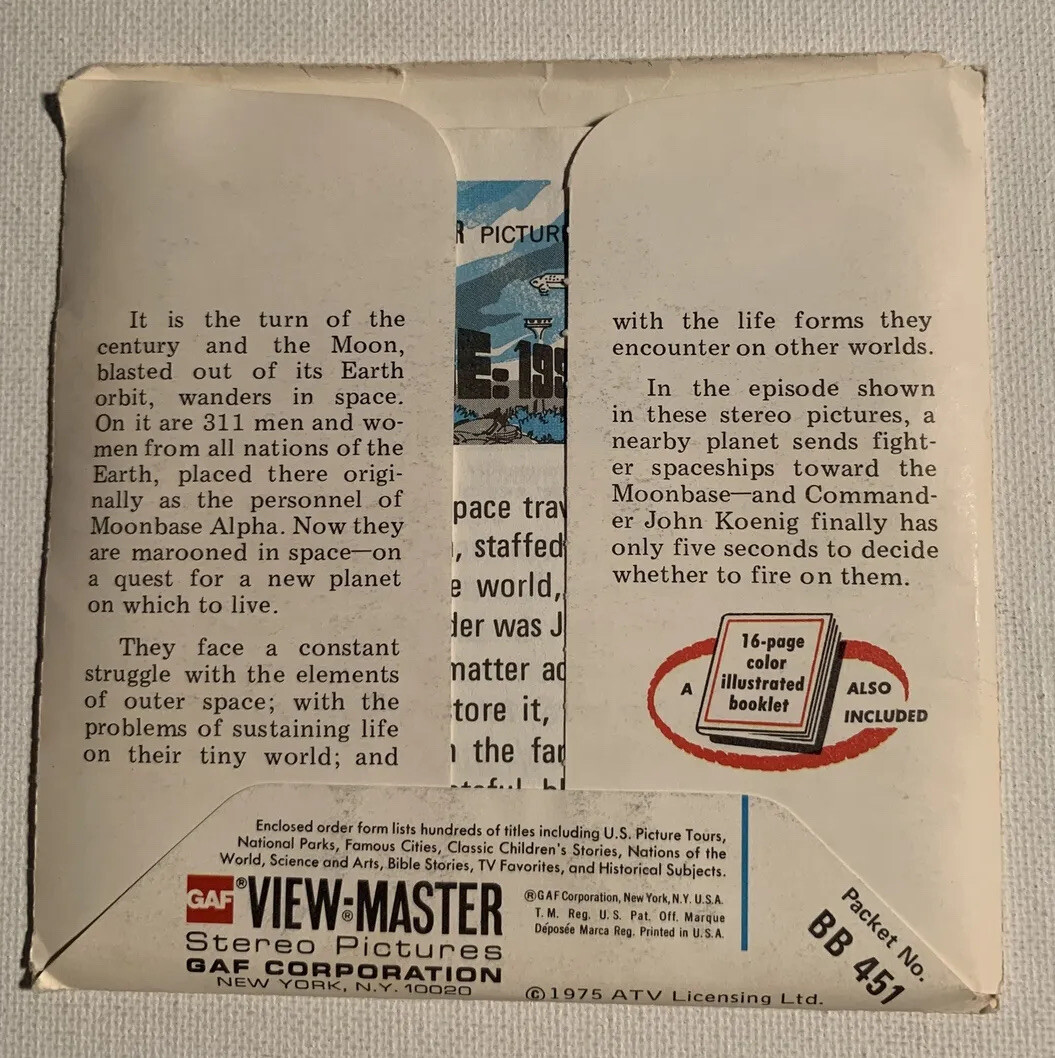 It is the turn of the
century and the Moon,
blasted out of its Earth
orbit, wanders in space.
On it are 311 men and wo-
men from all nations of the
Earth, placed there origi-
nally as the personnel of
Moonbase Alpha. Now they
are marooned in space—on
a quest for a new planet
on which to live.
They face a constant
struggle with the elements
of outer space; with the
problems of sustaining life
on their tiny world; and
R PICTUR
E: 199
pace trav
, staffed
e world,
der was J
matter ad
tore it,
n the far
with the life forms they
encounter on other worlds.
In the episode shown
in these stereo pictures, a
nearby planet sends fight-
er spaceships toward the
Moonbase—and Command-
er John Koenig finally has
only five seconds to decide
whether to fire on them.
A
16-page
color
illustrated
booklet
ALSO
INCLUDED
Enclosed order form lists hundreds of titles including U.S. Picture Tours,
National Parks, Famous Cities, Classic Children's Stories, Nations of the
World, Science and Arts, Bible Stories, TV Favorites, and Historical Subjects.
GAF® VIEW-MASTER®
Stereo Pictures
GAF CORPORATION
NEW YORK, N.Y. 10020
®GAF Corporation, New York, N.Y. U.S.A.
T. M. Reg. U. S. Pat. Off. Marque
Déposée Marca Reg. Printed in U.S.A.
©1975 ATV Licensing Ltd.
Packet No.
BB 451